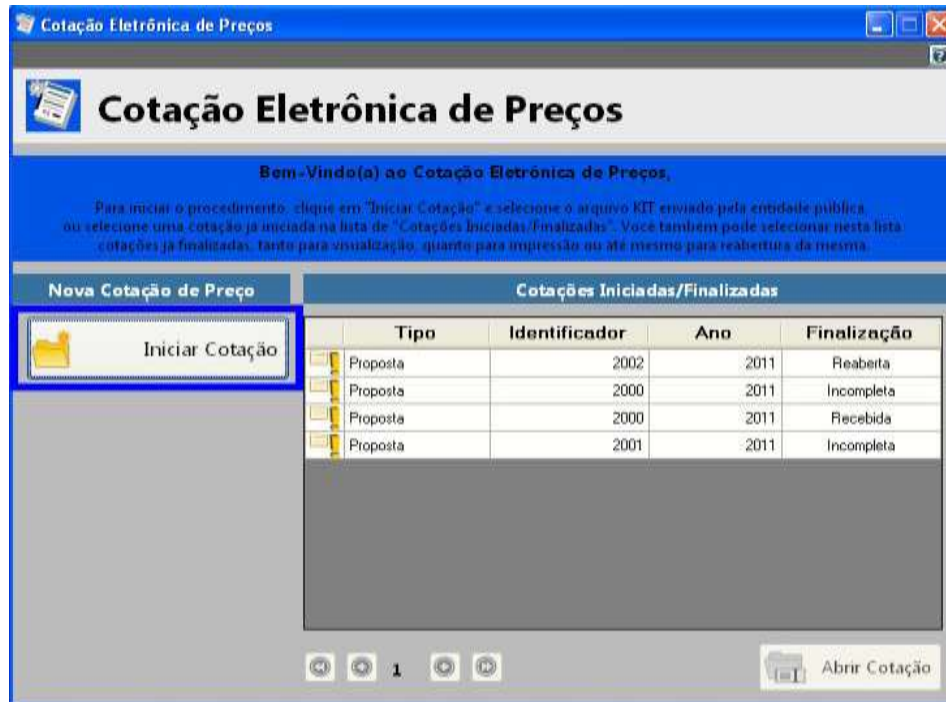 Cotação Eletrônica de Preços
Cotação Eletrônica de Preços
Bem-Vindo(a) ao Cotação Eletrônica de Preços,
Para iniciar o procedimento, clique em "Iniciar Cotação" e selecione o arquivo KIT enviado pela entidade pública,
ou selecione uma cotação já iniciada na lista de "Cotações Iniciadas/Finalizadas". Você também pode selecionar nesta lista
cotações já finalizadas, tanto para visualização, quanto para impressão ou até mesmo para reabertura da mesma.
Nova Cotação de Preço
Cotações Iniciadas/Finalizadas
Iniciar Cotação
Tipo Identificador Ano Finalização
Proposta 2002 2011 Reaberta
Proposta 2000 2011 Incompleta
Proposta 2000 2011 Recebida
Proposta 2001 2011 Incompleta
1
Abrir Cotação